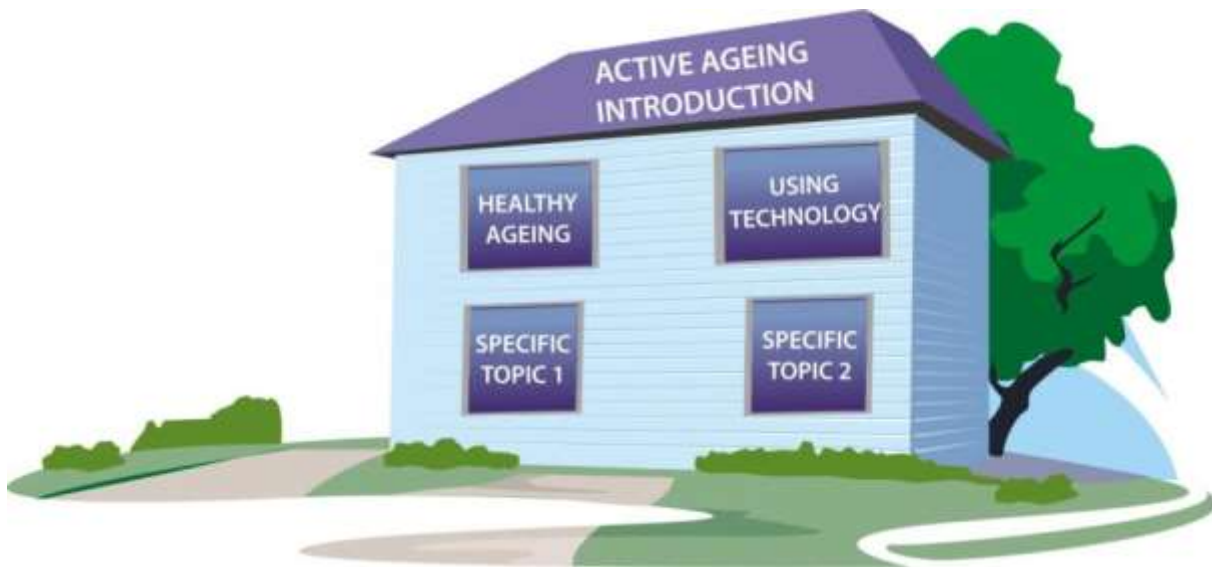 ACTIVE AGEING
INTRODUCTION
HEALTHY
AGEING
USING
TECHNOLOGY
SPECIFIC
TOPIC 1
SPECIFIC
TOPIC 2